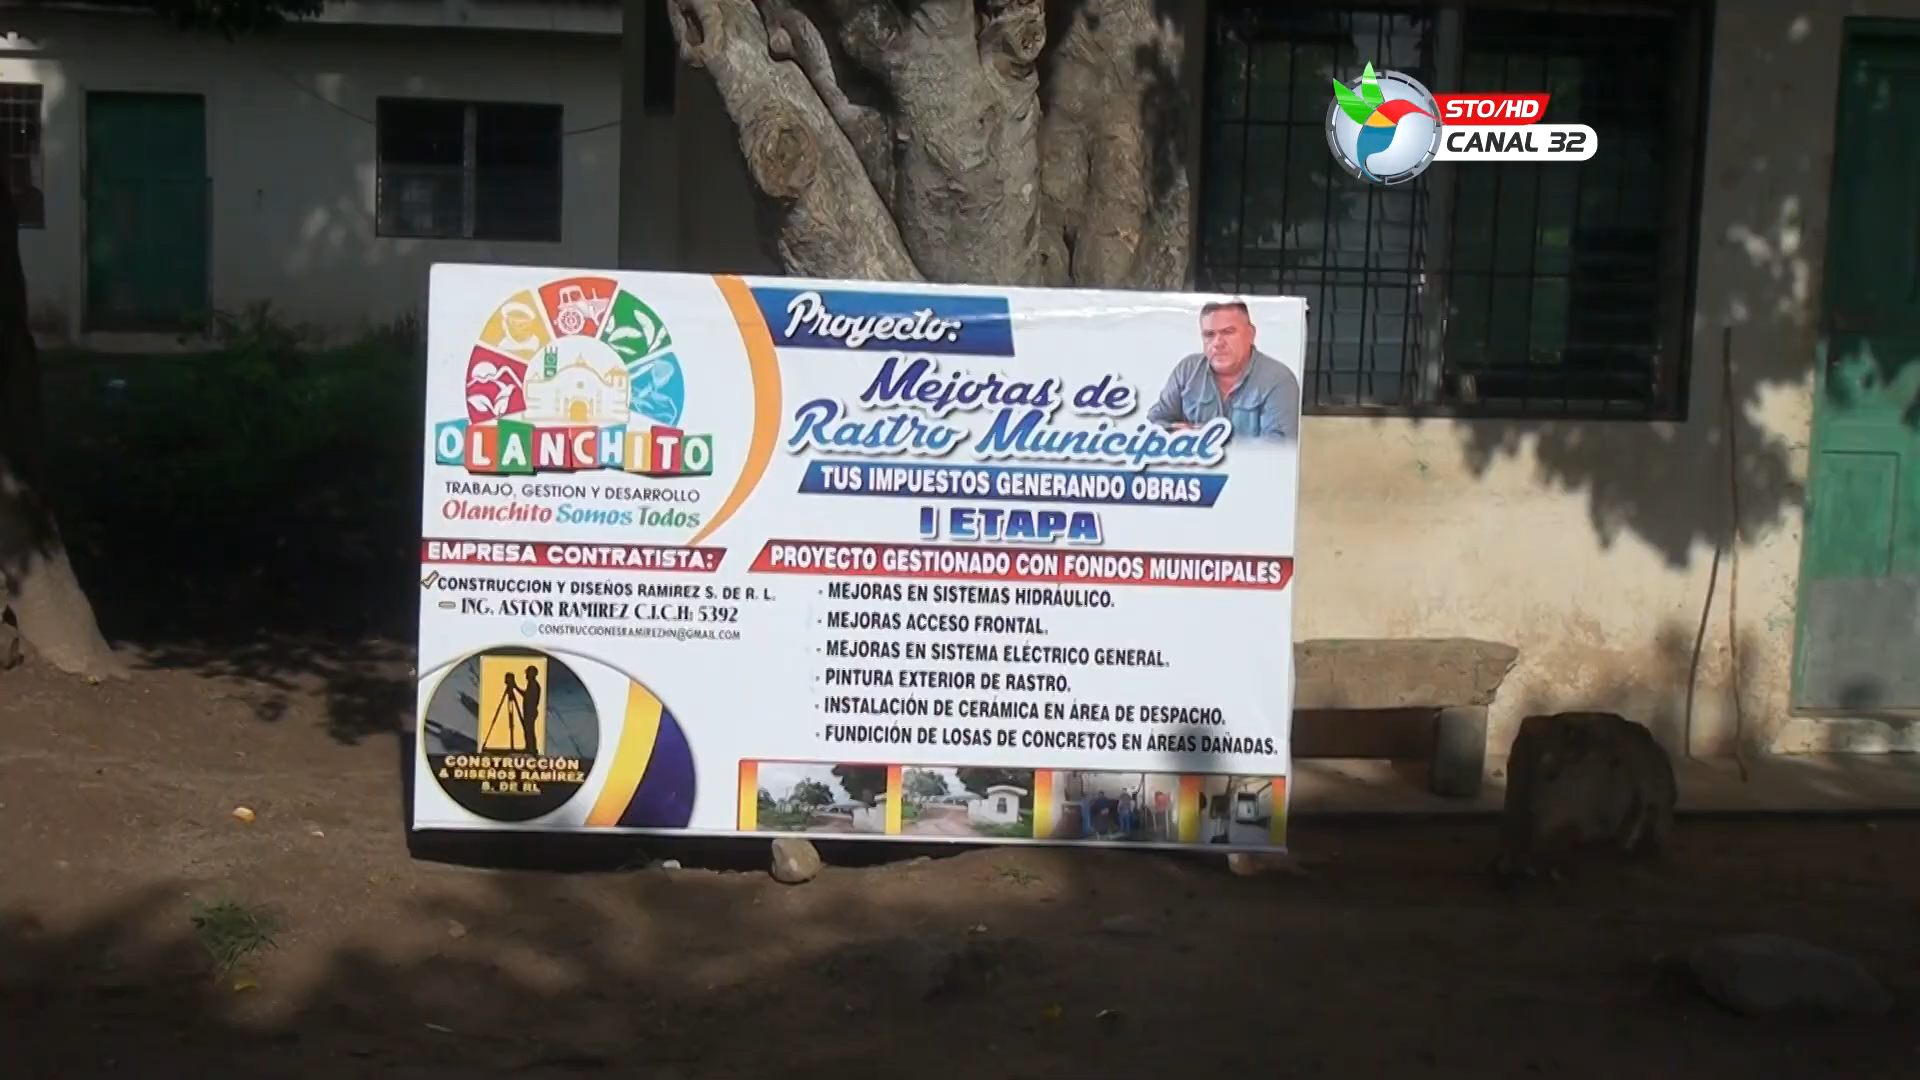 STO/HD
CANAL 32
OLANCHITO
TRABAJO, GESTION Y DESARROLLO
Olanchito Somos Todos
Proyecto:
Mejoras de
Rastro Municipal
TUS IMPUESTOS GENERANDO OBRAS
I ETAPA
EMPRESA CONTRATISTA:
CONSTRUCCION Y DISEÑOS RAMIREZ S. DE R. L.
ING. ASTOR RAMIREZ C.I.C.H: 5392
CONSTRUCCIONESRAMIREZHN@GMAIL.COM
CONSTRUCCIÓN
& DISEÑOS RAMÍREZ
S. DE RL
PROYECTO GESTIONADO CON FONDOS MUNICIPALES
- MEJORAS EN SISTEMAS HIDRÁULICO.
- MEJORAS ACCESO FRONTAL.
- MEJORAS EN SISTEMA ELÉCTRICO GENERAL.
- PINTURA EXTERIOR DE RASTRO.
- INSTALACIÓN DE CERÁMICA EN ÁREA DE DESPACHO.
- FUNDICIÓN DE LOSAS DE CONCRETOS EN ÁREAS DAÑADAS.